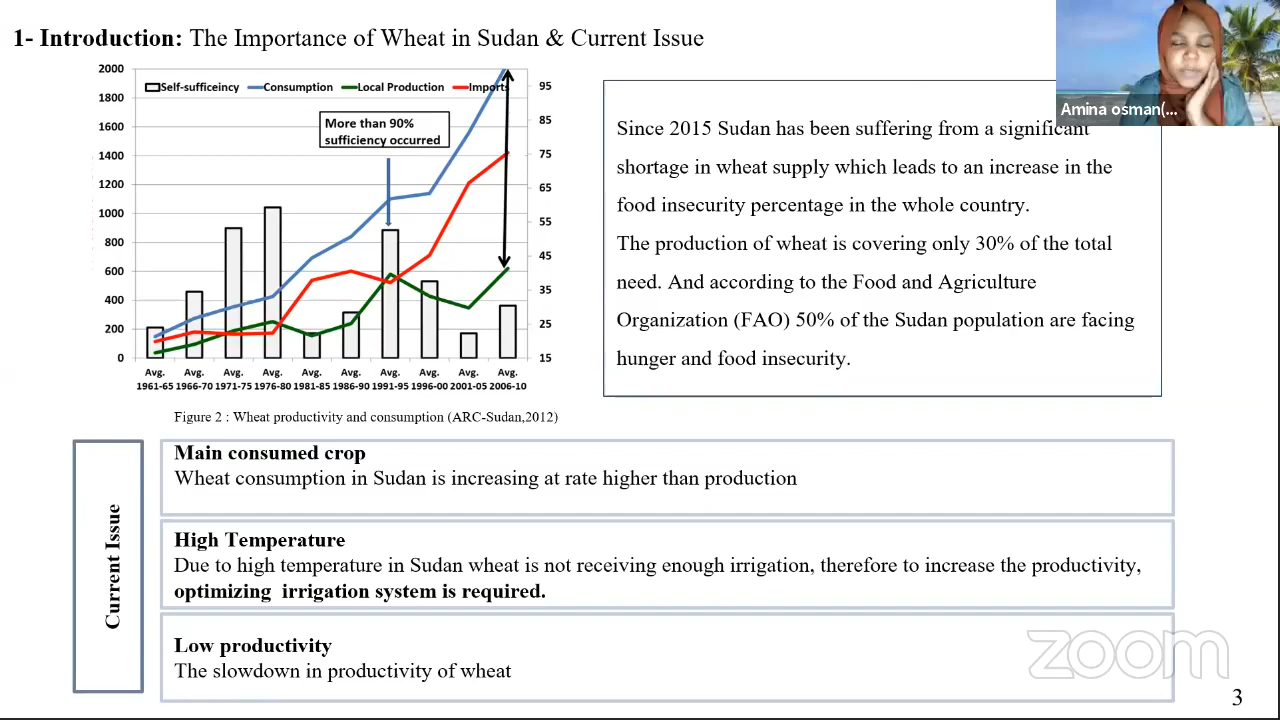 1- Introduction: The Importance of Wheat in Sudan & Current Issue
Amina osman(...
2000
1800
1600
1400
1200
1000
800
600
400
200
0
Self-sufficeincy Consumption Local Production Imports
More than 90%
sufficiency occurred
95
85
75
65
55
45
35
25
15
Avg. Avg. Avg. Avg. Avg. Avg. Avg. Avg. Avg. Avg.
1961-65 1966-70 1971-75 1976-80 1981-85 1986-90 1991-95 1996-00 2001-05 2006-10
Figure 2 : Wheat productivity and consumption (ARC-Sudan,2012)
Since 2015 Sudan has been suffering from a significant
shortage in wheat supply which leads to an increase in the
food insecurity percentage in the whole country.
The production of wheat is covering only 30% of the total
need. And according to the Food and Agriculture
Organization (FAO) 50% of the Sudan population are facing
hunger and food insecurity.
Current Issue
Main consumed crop
Wheat consumption in Sudan is increasing at rate higher than production
High Temperature
Due to high temperature in Sudan wheat is not receiving enough irrigation, therefore to increase the productivity,
optimizing irrigation system is required.
Low productivity
The slowdown in productivity of wheat
zoom
3